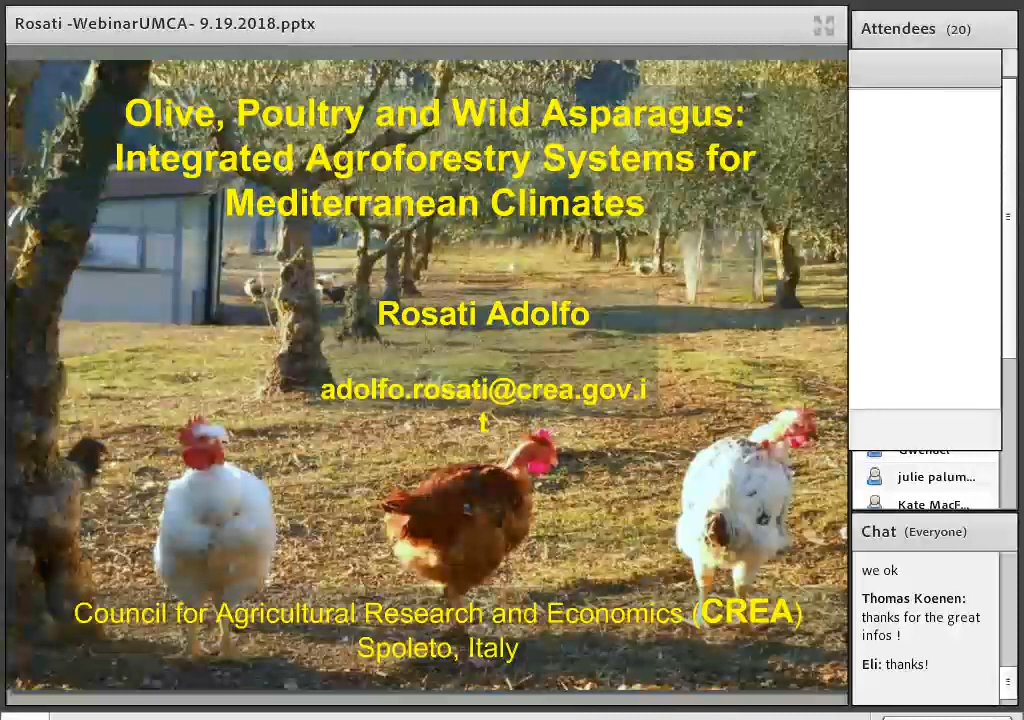 Rosati -WebinarUMCA- 9.19.2018.pptx
Olive, Poultry and Wild Asparagus:
Integrated Agroforestry Systems for
Mediterranean Climates
Rosati Adolfo
adolfo.rosati@crea.gov.i
t
Council for Agricultural Research and Economics (CREA)
Spoleto, Italy
Attendees (20)
julie palum...
Kate MacF...
Chat (Everyone)
we ok
Thomas Koenen:
thanks for the great
infos !
Eli: thanks!